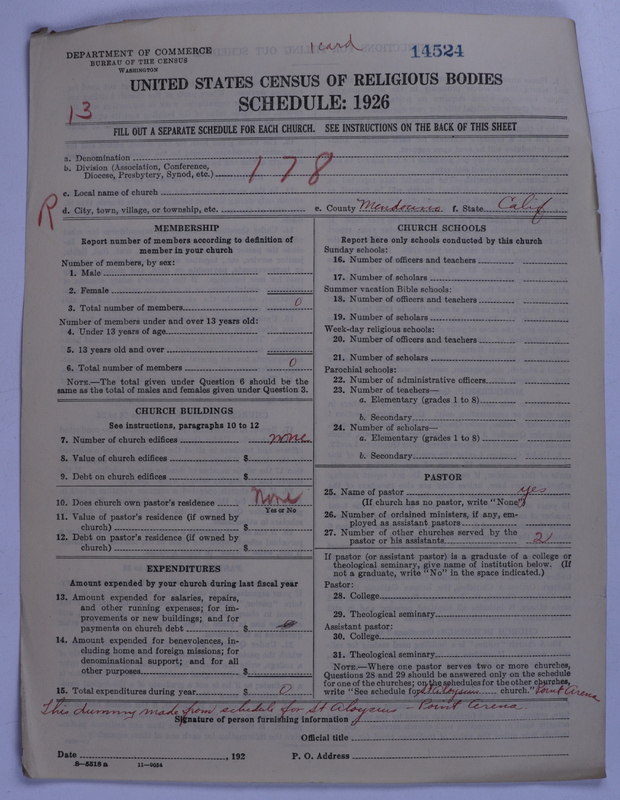 1 card
14524
DEPARTMENT OF COMMERCE
BUREAU OF THE CENSUS
WASHINGTON
UNITED STATES CENSUS OF RELIGIOUS BODIES
SCHEDULE: 1926
13
FILL OUT A SEPARATE SCHEDULE FOR EACH CHURCH. SEE INSTRUCTIONS ON THE BACK OF THIS SHEET
a. Denomination
b. Division (Association, Conference,
Diocese, Presbytery, Synod, etc.) 178
c. Local name of church
R
d. City, town, village, or township, etc. e. County Mendocino f. State Calif
MEMBERSHIP
Report number of members according to definition of
member in your church
Number of members, by sex:
1. Male
2. Female
3. Total number of members 0
Number of members under and over 13 years old:
4. Under 13 years of age
5. 13 years old and over
6. Total number of members 0
NOTE.—The total given under Question 6 should be the
same as the total of males and females given under Question 3.
CHURCH BUILDINGS
See instructions, paragraphs 10 to 12
7. Number of church edifices none
8. Value of church edifices $
9. Debt on church edifices $
10. Does church own pastor's residence None
Yes or No
11. Value of pastor's residence (if owned by
church) $
12. Debt on pastor's residence (if owned by
church) $
EXPENDITURES
Amount expended by your church during last fiscal year
13. Amount expended for salaries, repairs,
and other running expenses; for im-
provements or new buildings; and for
payments on church debt $
14. Amount expended for benevolences, in-
cluding home and foreign missions; for
denominational support; and for all
other purposes $
15. Total expenditures during year $ 0
CHURCH SCHOOLS
Report here only schools conducted by this church
Sunday schools:
16. Number of officers and teachers
17. Number of scholars
Summer vacation Bible schools:
18. Number of officers and teachers
19. Number of scholars
Week-day religious schools:
20. Number of officers and teachers
21. Number of scholars
Parochial schools:
22. Number of administrative officers
23. Number of teachers—
a. Elementary (grades 1 to 8)
b. Secondary
24. Number of scholars—
a. Elementary (grades 1 to 8)
b. Secondary
PASTOR
25. Name of pastor yes
(If church has no pastor, write "None")
26. Number of ordained ministers, if any, em-
ployed as assistant pastors
27. Number of other churches served by the
pastor or his assistants 2
If pastor (or assistant pastor) is a graduate of a college or
theological seminary, give name of institution below. (If
not a graduate, write "No" in the space indicated.)
Pastor:
28. College
29. Theological seminary
Assistant pastor:
30. College
31. Theological seminary
NOTE.—Where one pastor serves two or more churches,
Questions 28 and 29 should be answered only on the schedule
for one of the churches; on the schedules for the other churches,
write "See schedule for St Aloysius church." Point Arena
This dummy made from schedule for St Aloysius - Point Arena.
Signature of person furnishing information
Official title
Date , 192 P. O. Address
8-5518 a 11-9054